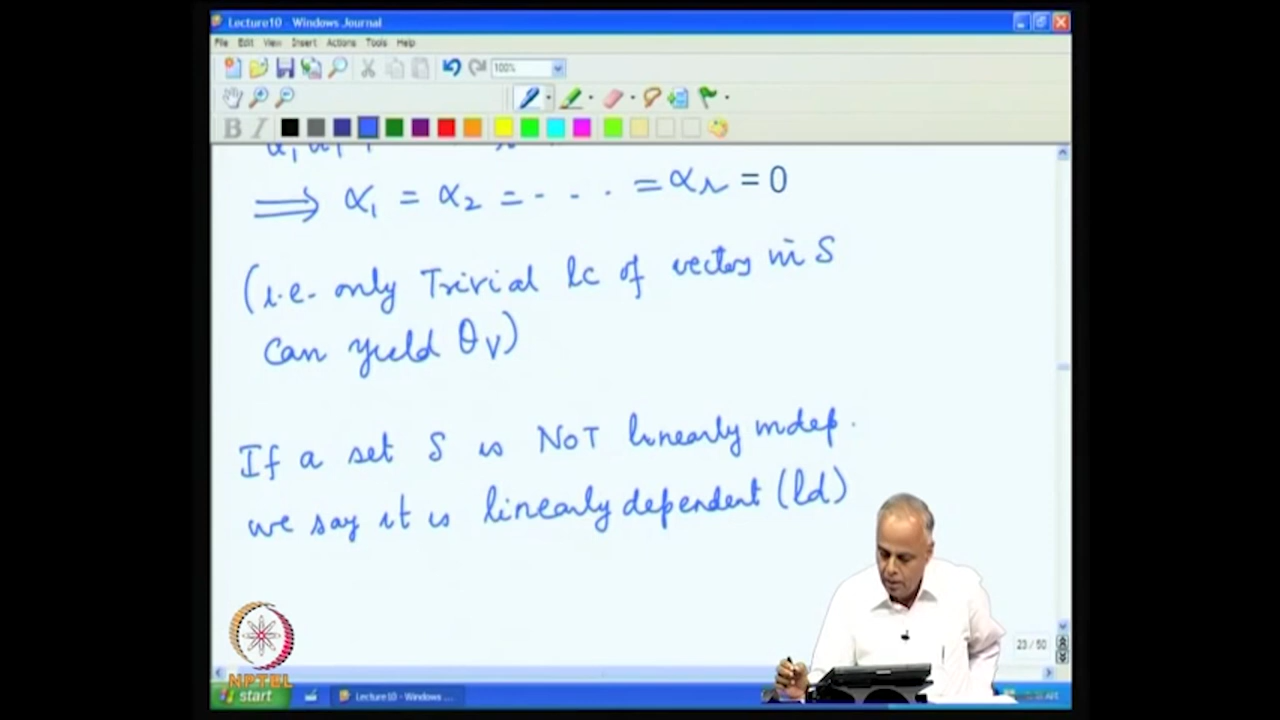 Lecture10 - Windows Journal
File Edit View Insert Actions Tools Help
100%
B I
⟹ α₁ = α₂ = - . . . = αr = 0
(i.e. only Trivial lc of vectors in S
can yield θV)
If a set S is NOT linearly indep.
we say it is linearly dependent (ld)
23 / 50
NPTEL
start Lecture10 - Windows ...